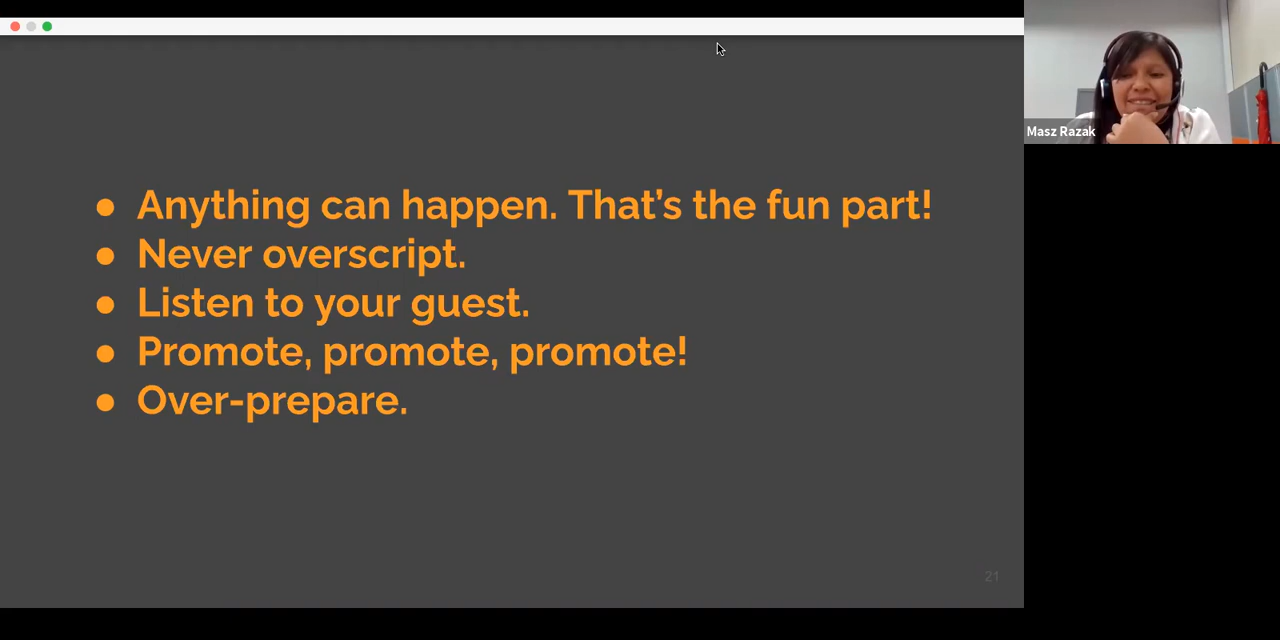 Masz Razak
● Anything can happen. That’s the fun part!
● Never overscript.
● Listen to your guest.
● Promote, promote, promote!
● Over-prepare.
21